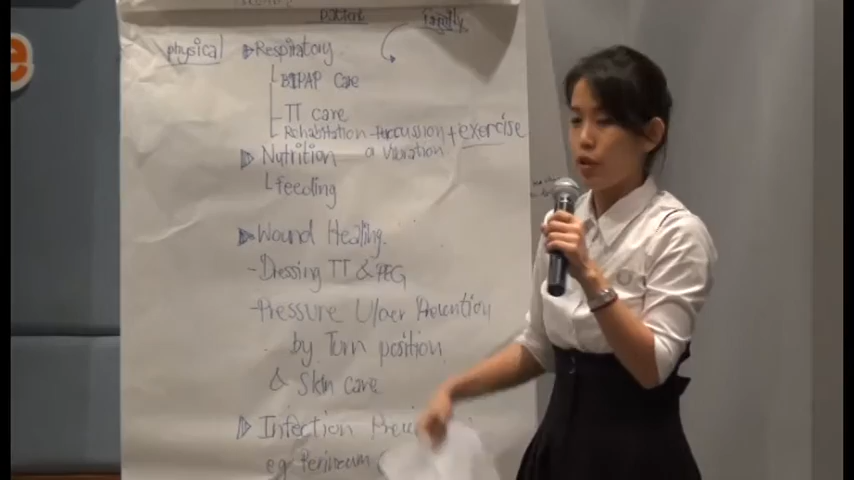 patient family
physical Respiratory
BIPAP Care
TT care
Rehabilitation - Percussion + exercise
Nutrition & Vibration
feeding
Wound Healing
- Dressing TT & PEG
- Pressure Ulcer Prevention
by Turn position
& Skin care
Infection
eg Perineum